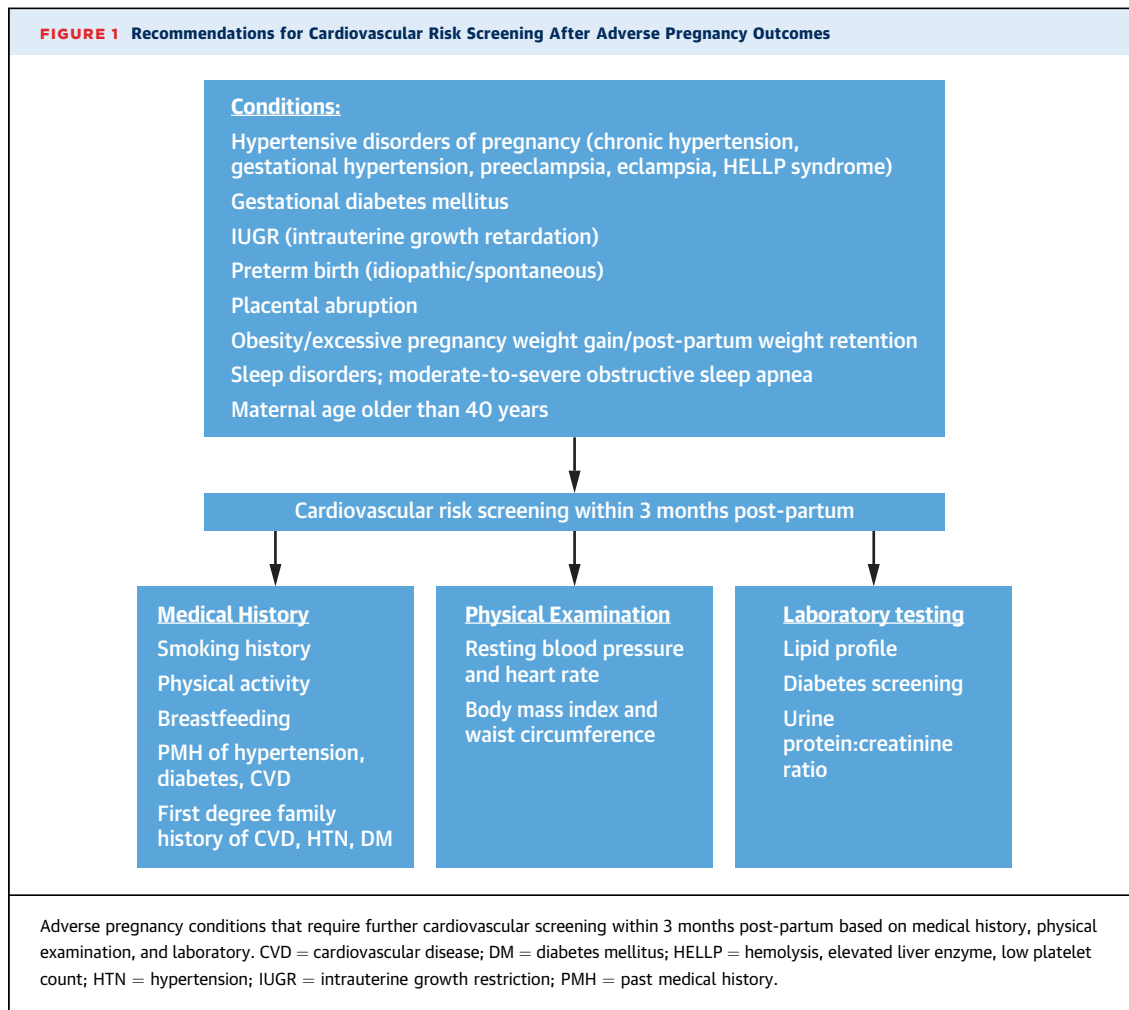 FIGURE 1 Recommendations for Cardiovascular Risk Screening After Adverse Pregnancy Outcomes
Conditions:
Hypertensive disorders of pregnancy (chronic hypertension,
gestational hypertension, preeclampsia, eclampsia, HELLP syndrome)
Gestational diabetes mellitus
IUGR (intrauterine growth retardation)
Preterm birth (idiopathic/spontaneous)
Placental abruption
Obesity/excessive pregnancy weight gain/post-partum weight retention
Sleep disorders; moderate-to-severe obstructive sleep apnea
Maternal age older than 40 years
Cardiovascular risk screening within 3 months post-partum
Medical History
Smoking history
Physical activity
Breastfeeding
PMH of hypertension,
diabetes, CVD
First degree family
history of CVD, HTN, DM
Physical Examination
Resting blood pressure
and heart rate
Body mass index and
waist circumference
Laboratory testing
Lipid profile
Diabetes screening
Urine
protein:creatinine
ratio
Adverse pregnancy conditions that require further cardiovascular screening within 3 months post-partum based on medical history, physical
examination, and laboratory. CVD = cardiovascular disease; DM = diabetes mellitus; HELLP = hemolysis, elevated liver enzyme, low platelet
count; HTN = hypertension; IUGR = intrauterine growth restriction; PMH = past medical history.